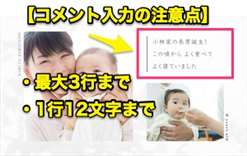 【コメント入力の注意点】
小林家の長男誕生!
この頃から よく食べて
よく寝ていました
・最大3行まで
・1行12文字まで